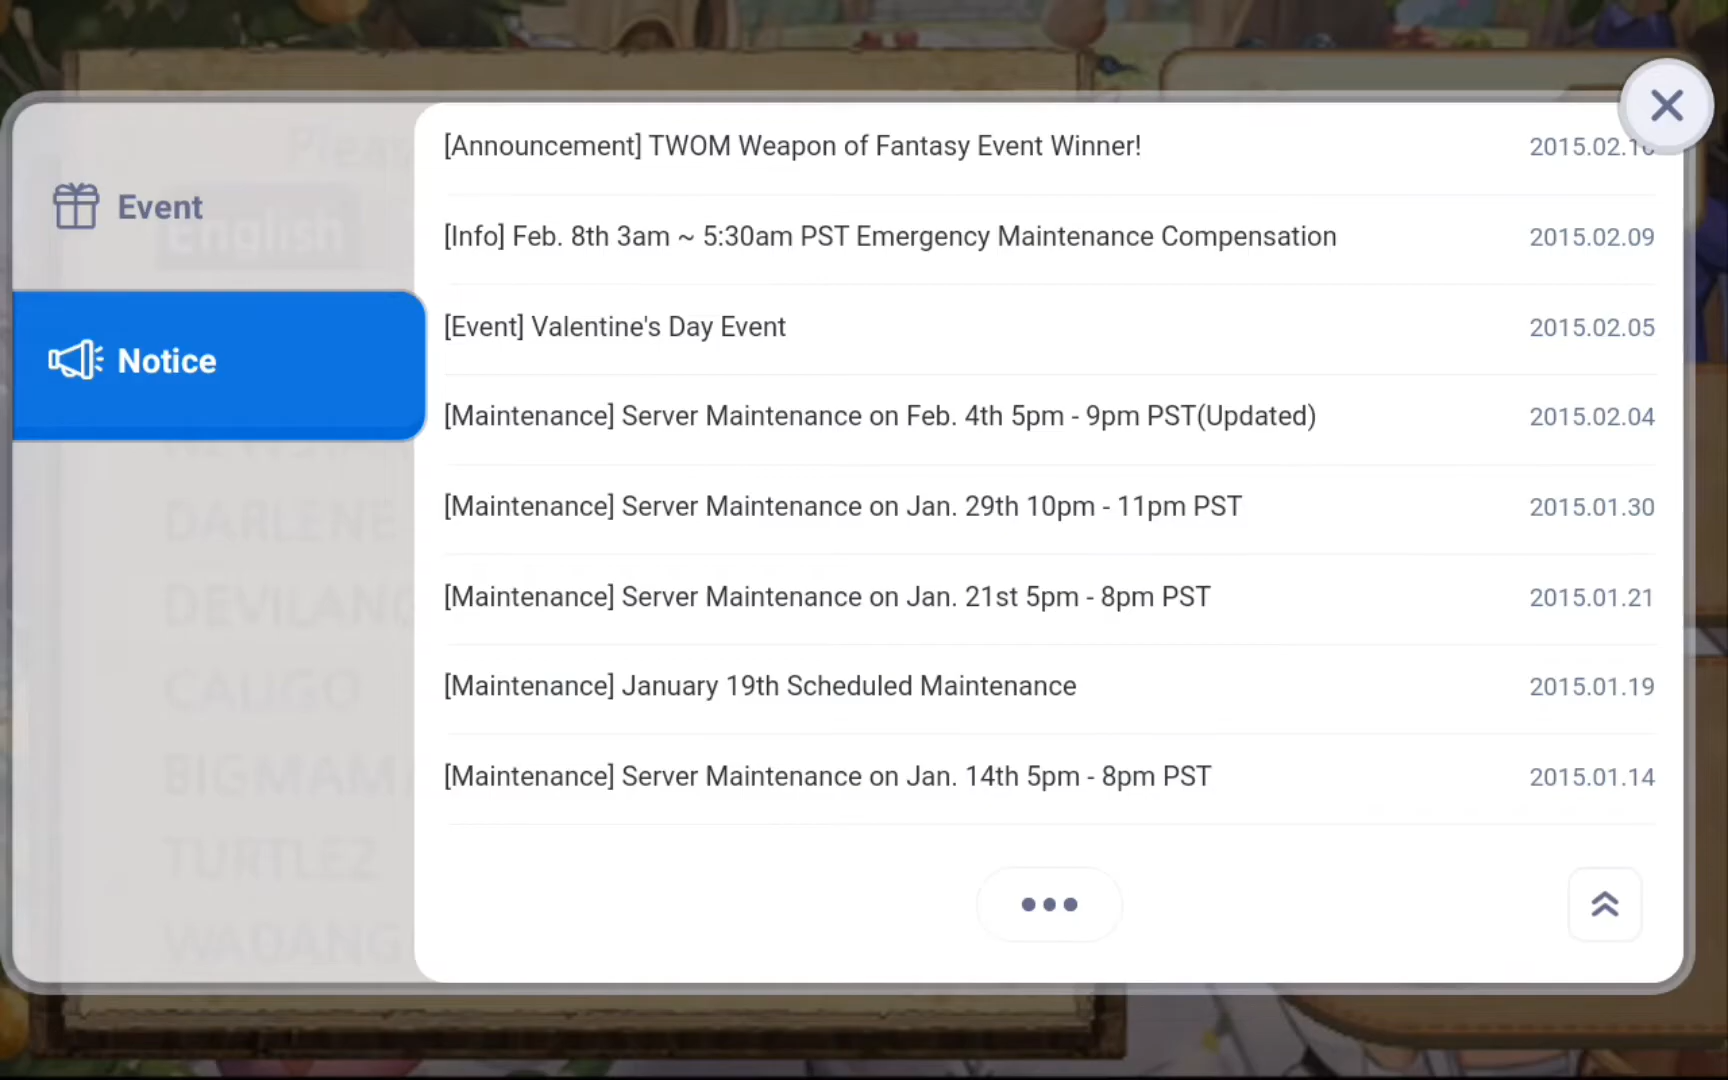 Event
Notice
English
DARLENE
CALIGO
[Announcement] TWOM Weapon of Fantasy Event Winner!
[Info] Feb. 8th 3am ~ 5:30am PST Emergency Maintenance Compensation 2015.02.09
[Event] Valentine's Day Event 2015.02.05
[Maintenance] Server Maintenance on Feb. 4th 5pm - 9pm PST(Updated) 2015.02.04
[Maintenance] Server Maintenance on Jan. 29th 10pm - 11pm PST 2015.01.30
[Maintenance] Server Maintenance on Jan. 21st 5pm - 8pm PST 2015.01.21
[Maintenance] January 19th Scheduled Maintenance 2015.01.19
[Maintenance] Server Maintenance on Jan. 14th 5pm - 8pm PST 2015.01.14